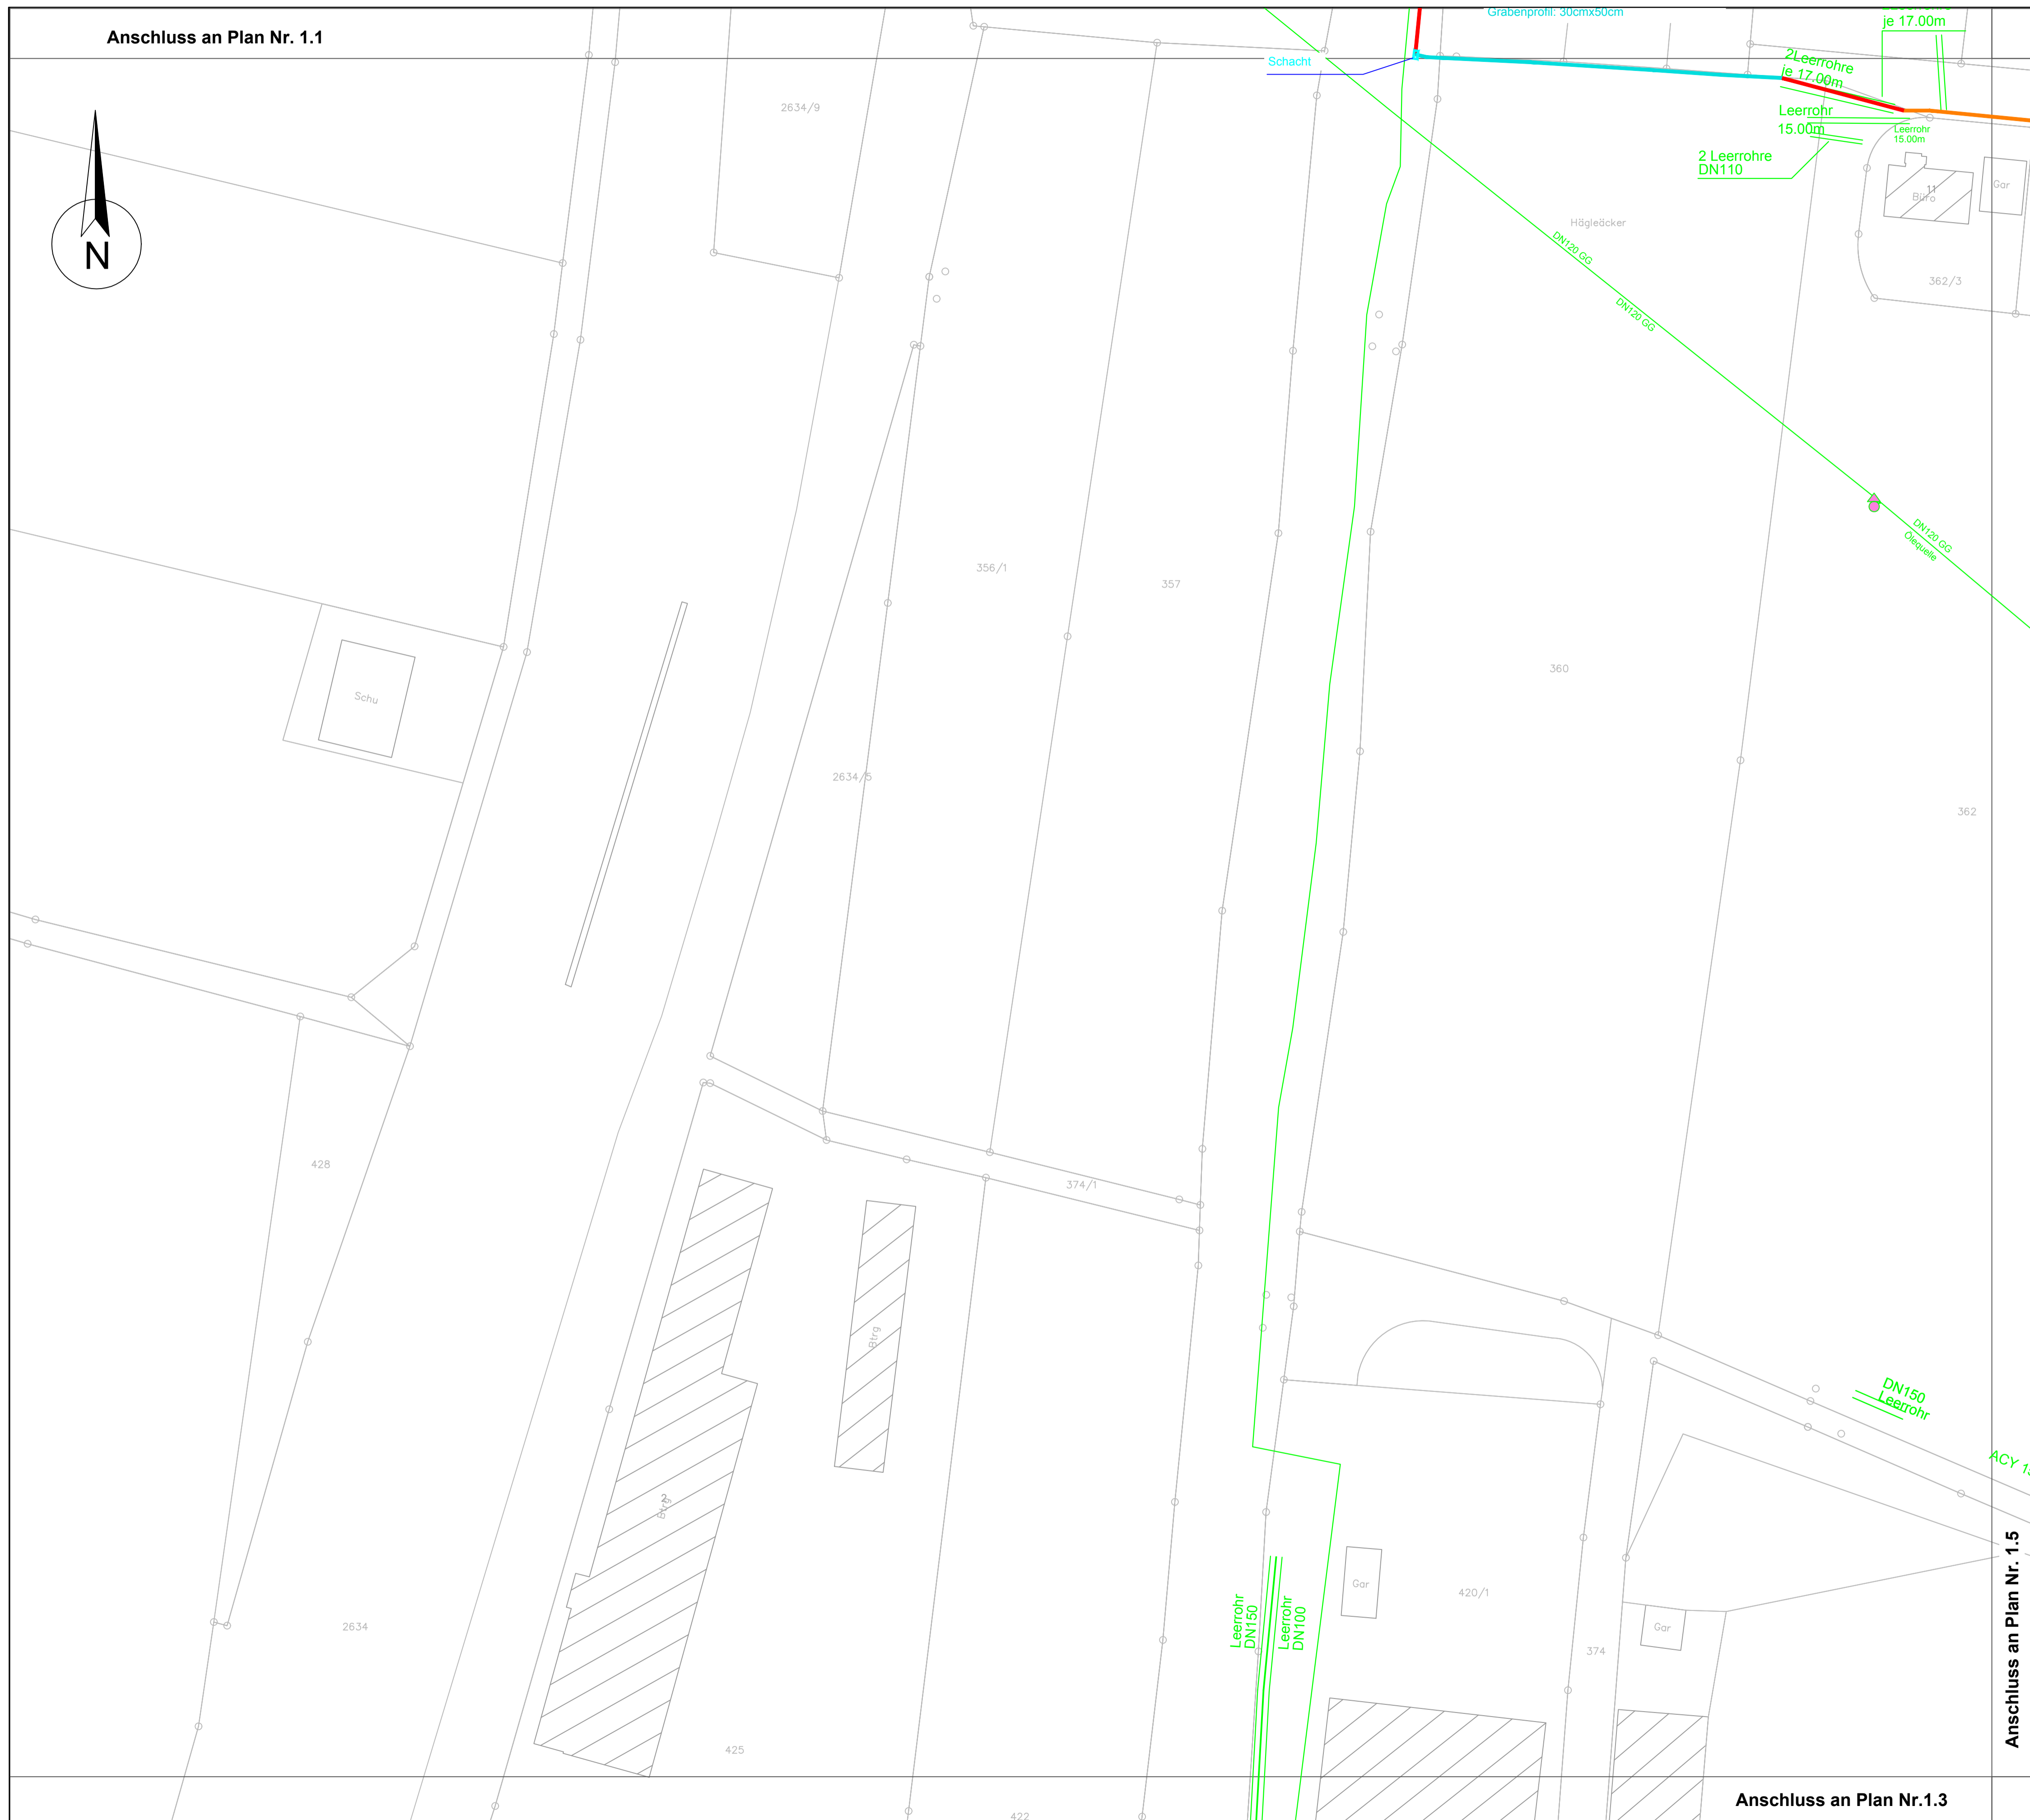 Grabenprofil: 30cmx50cm
je 17.00m
Anschluss an Plan Nr. 1.1
Schacht
2Leerrohre
je 17.00m
2634/9
Leerrohr
15.00m
Leerrohr
15.00m
2 Leerrohre
DN110
11
Büro
Gar
Hägleäcker
N
DN120 GG
362/3
DN120 GG
DN120 GG
Ölequelle
356/1
357
360
Schu
2634/5
362
428
374/1
Btrg
DN150
Leerrohr
ACY
2
Btrg
Anschluss an Plan Nr. 1.5
Gar
420/1
Leerrohr
DN150
Leerrohr
DN100
Gar
2634
374
425
Anschluss an Plan Nr.1.3
422